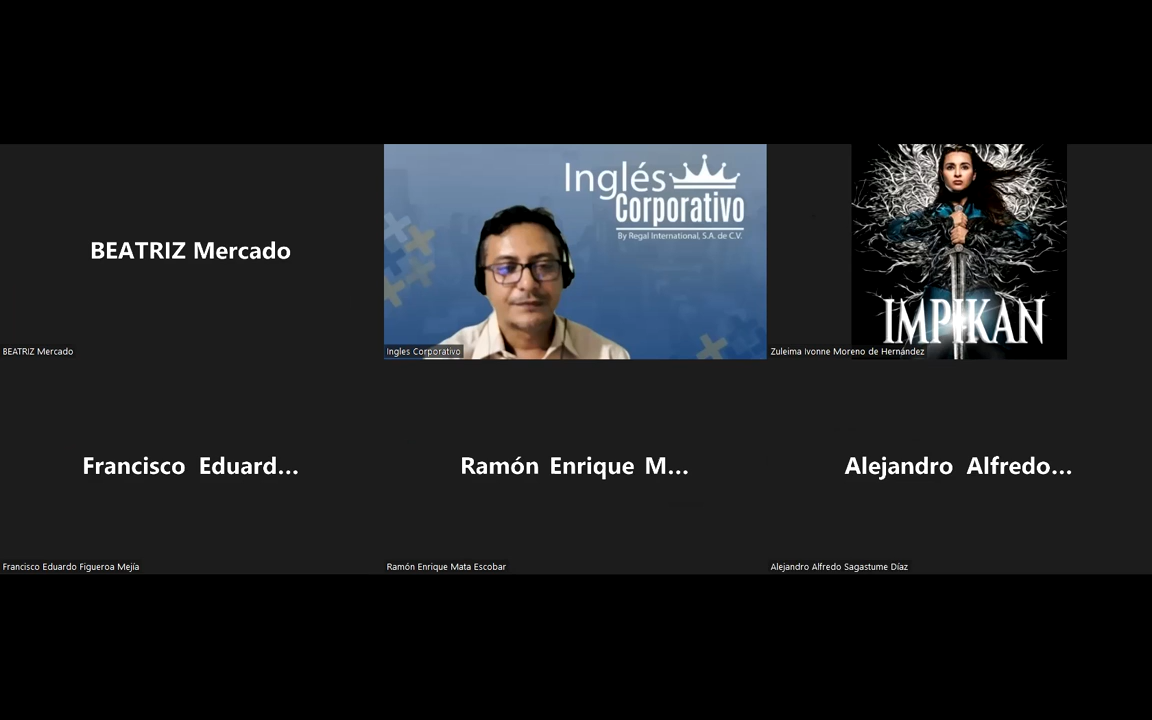 BEATRIZ Mercado
BEATRIZ Mercado
Inglés
Corporativo
By Regal International, S.A. de C.V.
Ingles Corporativo
IMPIKAN
Zuleima Ivonne Moreno de Hernández
Francisco Eduard...
Francisco Eduardo Figueroa Mejía
Ramón Enrique M...
Ramón Enrique Mata Escobar
Alejandro Alfredo...
Alejandro Alfredo Sagastume Díaz